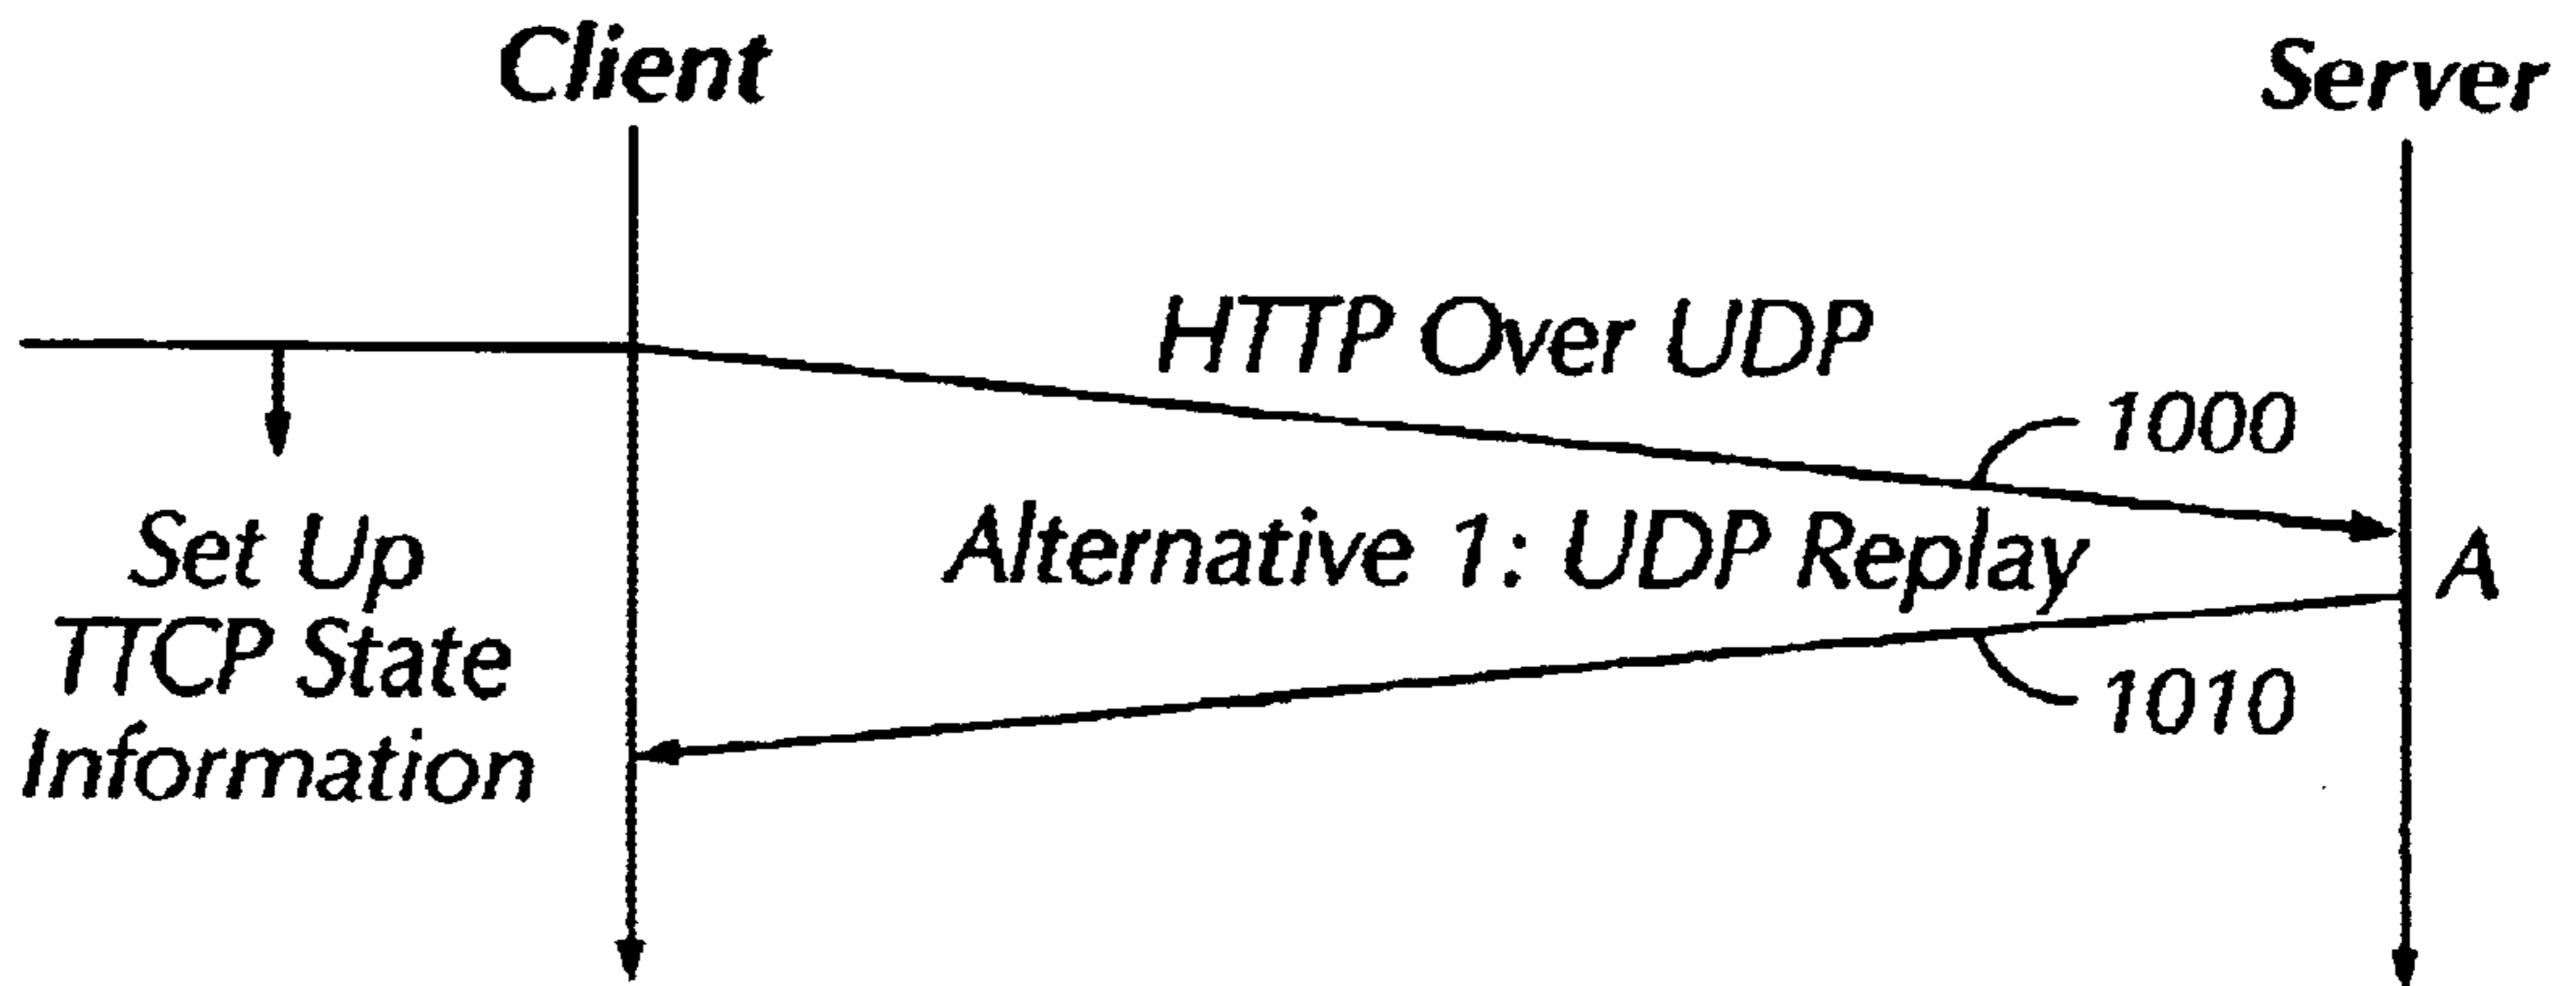 Client
Server
HTTP Over UDP
1000
Alternative 1: UDP Replay
A
Set Up
TTCP State
Information
1010